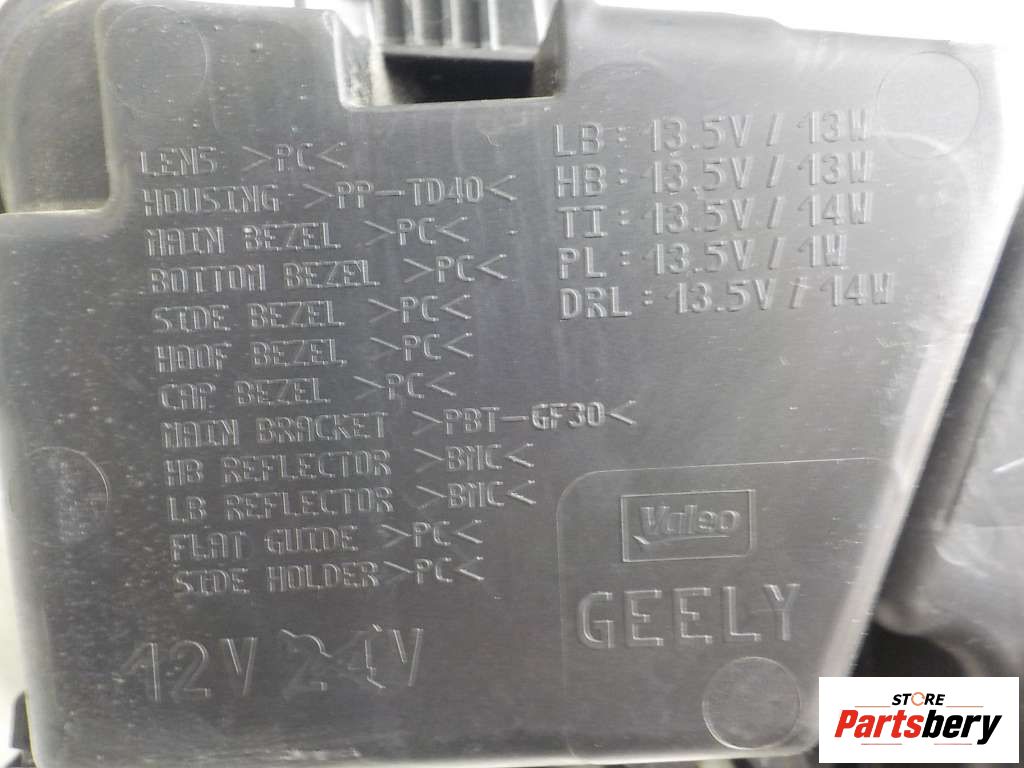 LENS >PC<
HOUSING >PP-TD40<
MAIN BEZEL >PC<
BOTTOM BEZEL >PC<
SIDE BEZEL >PC<
HOOF BEZEL >PC<
CAP BEZEL >PC<
MAIN BRACKET >PBT-GF30<
HB REFLECTOR >BMC<
LB REFLECTOR >BMC<
FLAT GUIDE >PC<
SIDE HOLDER >PC<
12V 24V
LB : 13.5V / 13W
HB : 13.5V / 13W
TI : 13.5V / 14W
PL : 13.5V / 1W
DRL : 13.5V / 14W
Valeo
GEELY
STORE
Partsbery